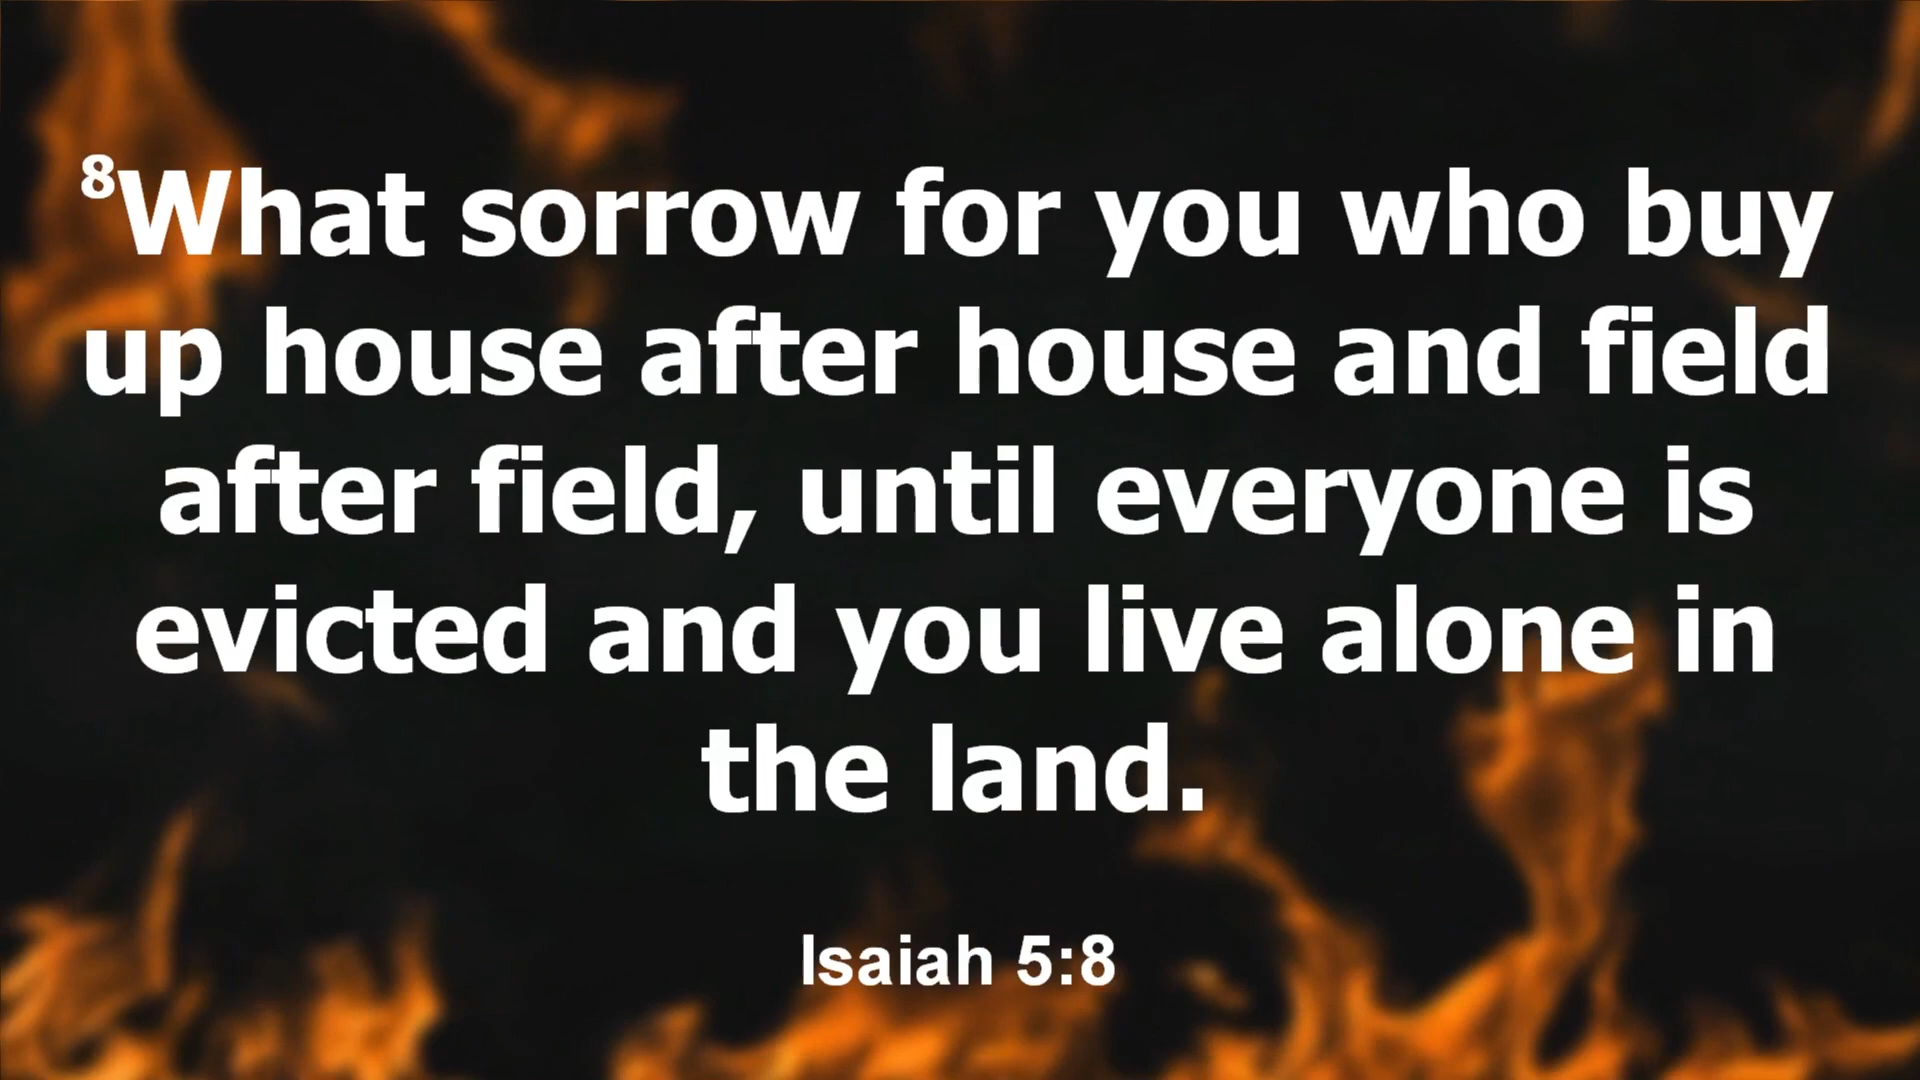 ⁸What sorrow for you who buy
up house after house and field
after field, until everyone is
evicted and you live alone in
the land.
Isaiah 5:8